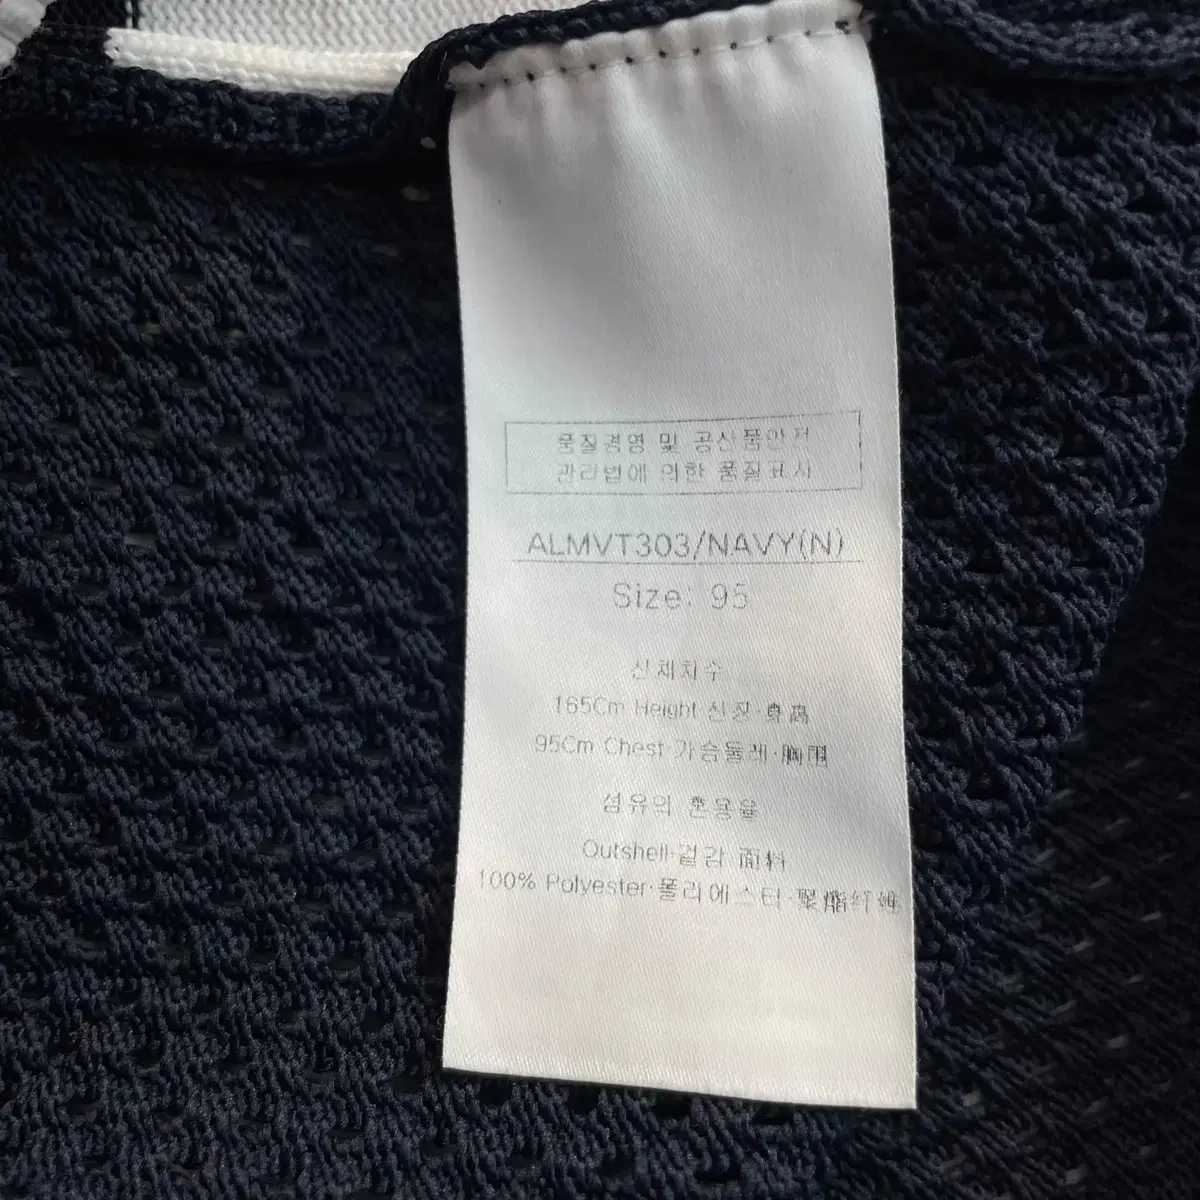 품질경영 및 공산품안전
관리법에 의한 품질표시
ALMVT303/NAVY(N)
Size: 95
신체치수
165Cm Height·신장·身高
95Cm Chest·가슴둘레·胸围
섬유의 혼용율
Outshell·겉감·面料
100% Polyester·폴리에스터·聚酯纤维